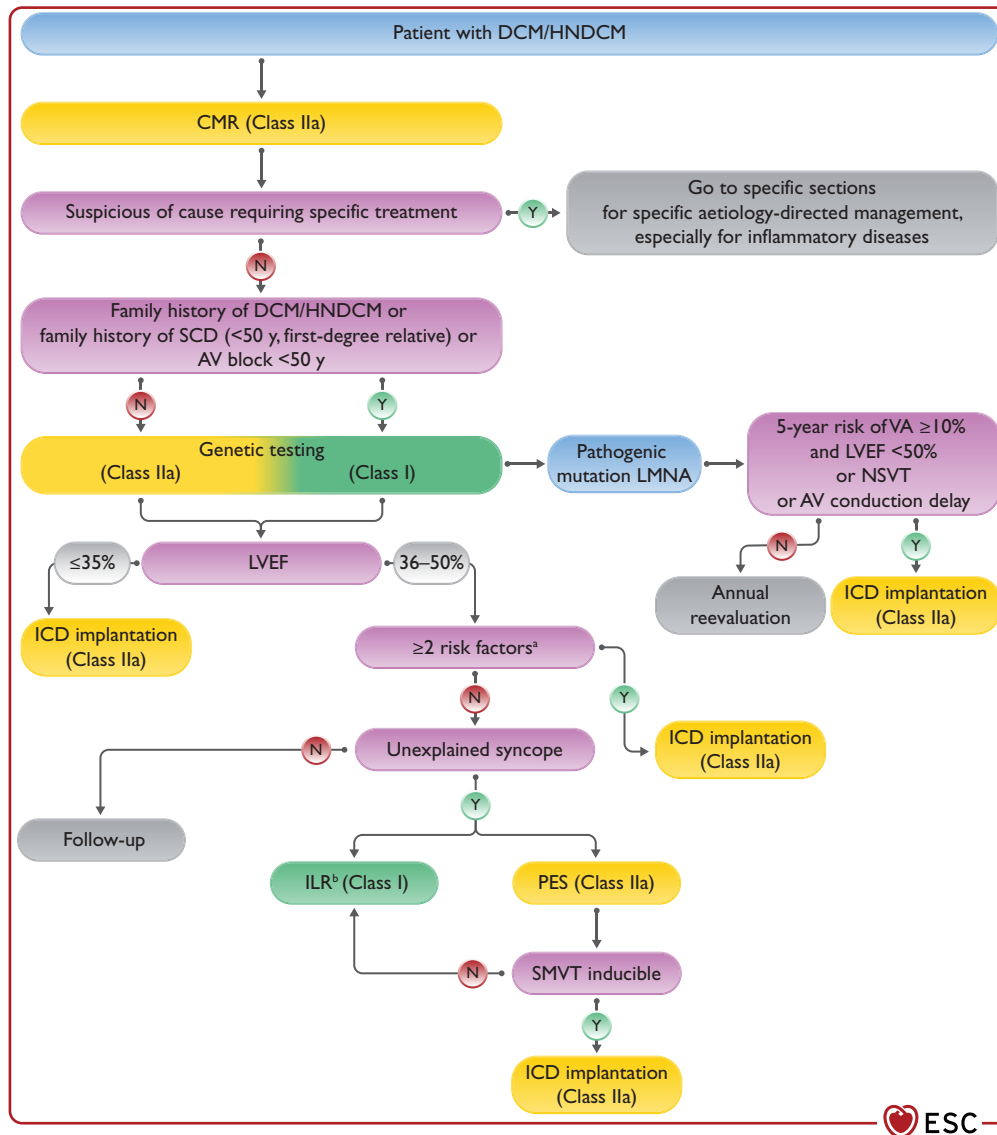 Patient with DCM/HNDCM
CMR (Class IIa)
Suspicious of cause requiring specific treatment
Y
Go to specific sections
for specific aetiology-directed management,
especially for inflammatory diseases
N
Family history of DCM/HNDCM or
family history of SCD (<50 y, first-degree relative) or
AV block <50 y
N
Y
Genetic testing
(Class IIa)
(Class I)
Pathogenic
mutation LMNA
5-year risk of VA ≥10%
and LVEF <50%
or NSVT
or AV conduction delay
N
Y
Annual
reevaluation
ICD implantation
(Class IIa)
≤35%
LVEF
36–50%
ICD implantation
(Class IIa)
≥2 risk factorsᵃ
N
Y
ICD implantation
(Class IIa)
Unexplained syncope
N
Y
Follow-up
ILRᵇ (Class I)
PES (Class IIa)
N
SMVT inducible
Y
ICD implantation
(Class IIa)
ESC